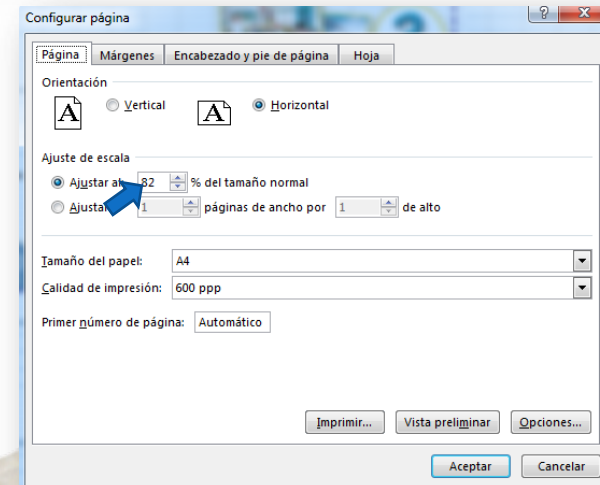 Configurar página
Página Márgenes Encabezado y pie de página Hoja
Orientación
A Vertical A Horizontal
Ajuste de escala
Ajustar al 82 % del tamaño normal
Ajustar 1 páginas de ancho por 1 de alto
Tamaño del papel: A4
Calidad de impresión: 600 ppp
Primer número de página: Automático
Imprimir... Vista preliminar Opciones...
Aceptar Cancelar